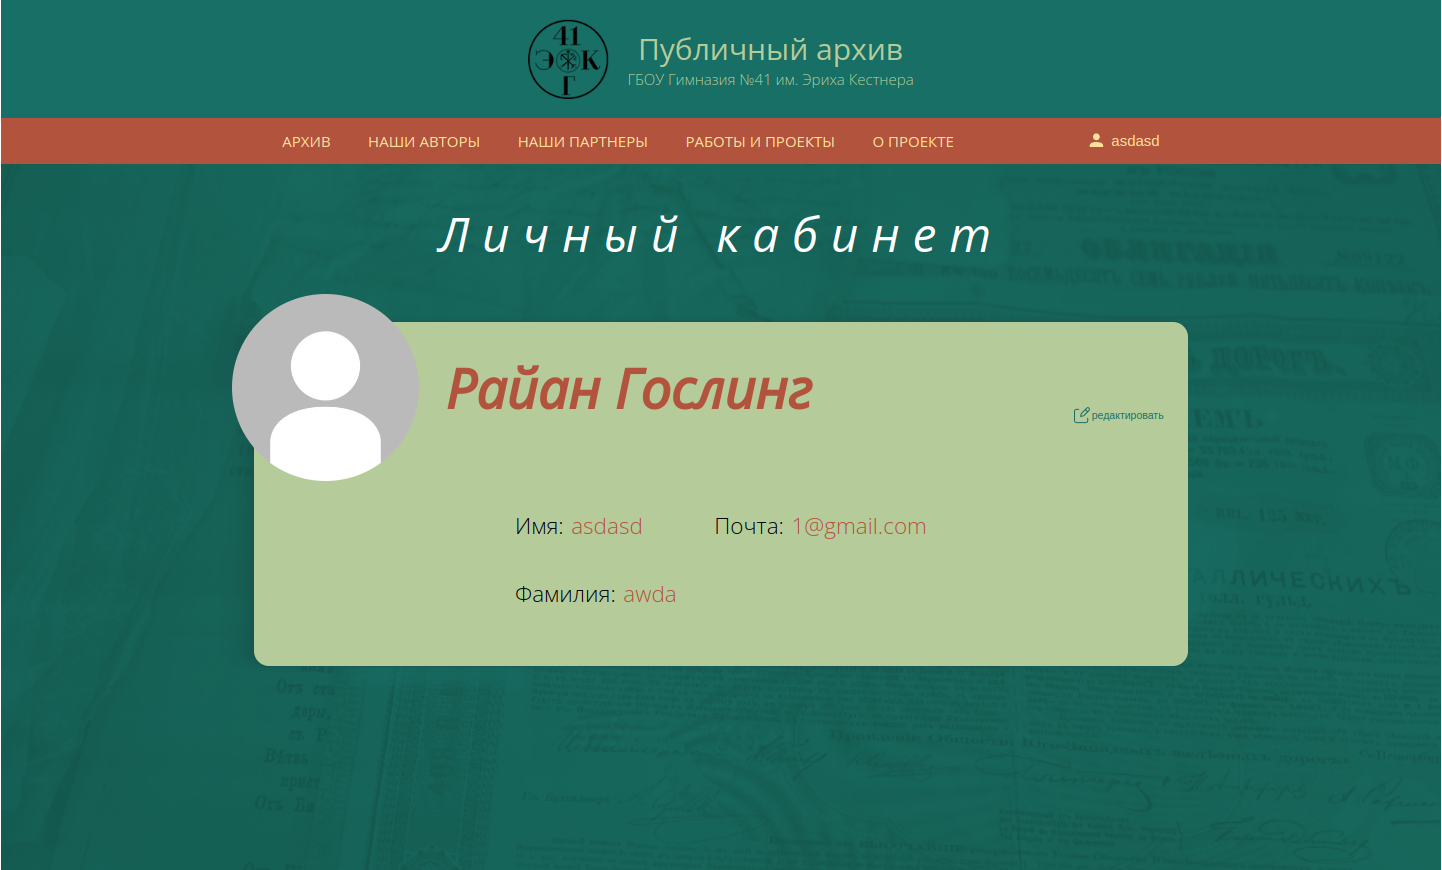 41
Э К
Г
Публичный архив
ГБОУ Гимназия №41 им. Эриха Кестнера
АРХИВ НАШИ АВТОРЫ НАШИ ПАРТНЕРЫ РАБОТЫ И ПРОЕКТЫ О ПРОЕКТЕ asdasd
Личный кабинет
Райан Гослинг
редактировать
Имя: asdasd Почта: 1@gmail.com
Фамилия: awda